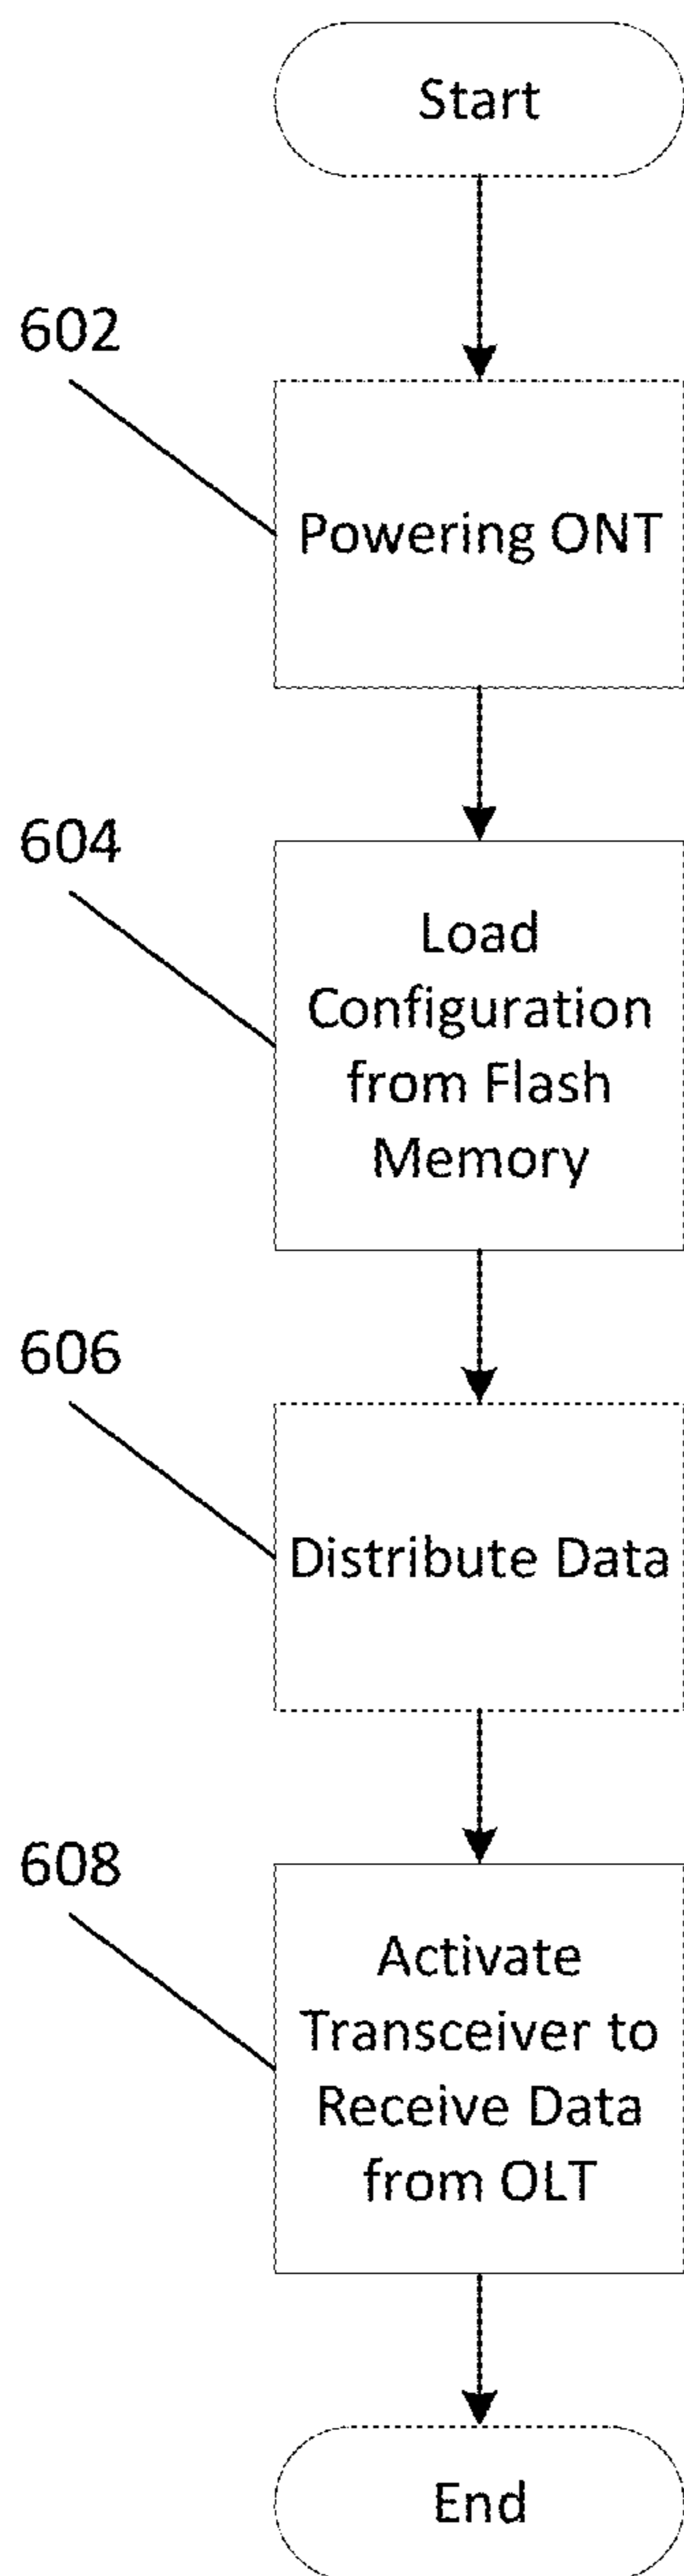 Start
602
Powering ONT
604
Load
Configuration
from Flash
Memory
606
Distribute Data
608
Activate
Transceiver to
Receive Data
from OLT
End